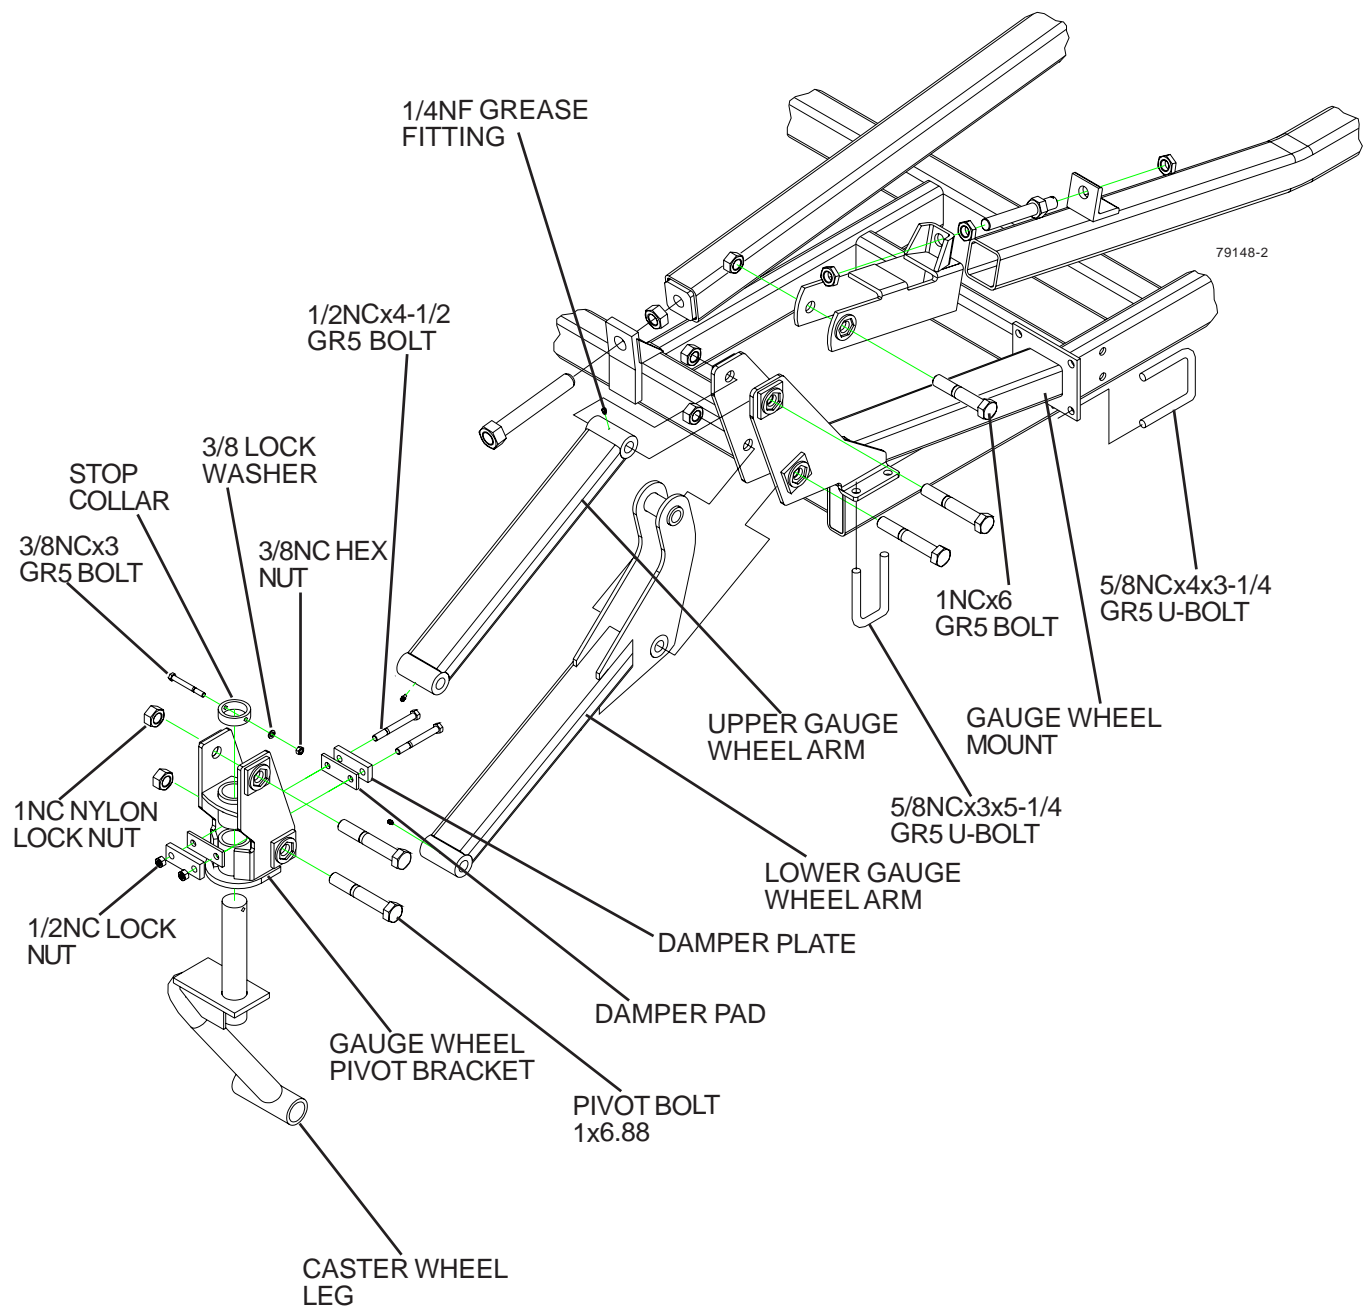 1/4NF GREASE
FITTING
79148-2
1/2NCx4-1/2
GR5 BOLT
3/8 LOCK
WASHER
STOP
COLLAR
3/8NCx3
GR5 BOLT
3/8NC HEX
NUT
1NCx6
GR5 BOLT
5/8NCx4x3-1/4
GR5 U-BOLT
UPPER GAUGE
WHEEL ARM
GAUGE WHEEL
MOUNT
1NC NYLON
LOCK NUT
5/8NCx3x5-1/4
GR5 U-BOLT
LOWER GAUGE
WHEEL ARM
1/2NC LOCK
NUT
DAMPER PLATE
DAMPER PAD
GAUGE WHEEL
PIVOT BRACKET
PIVOT BOLT
1x6.88
CASTER WHEEL
LEG